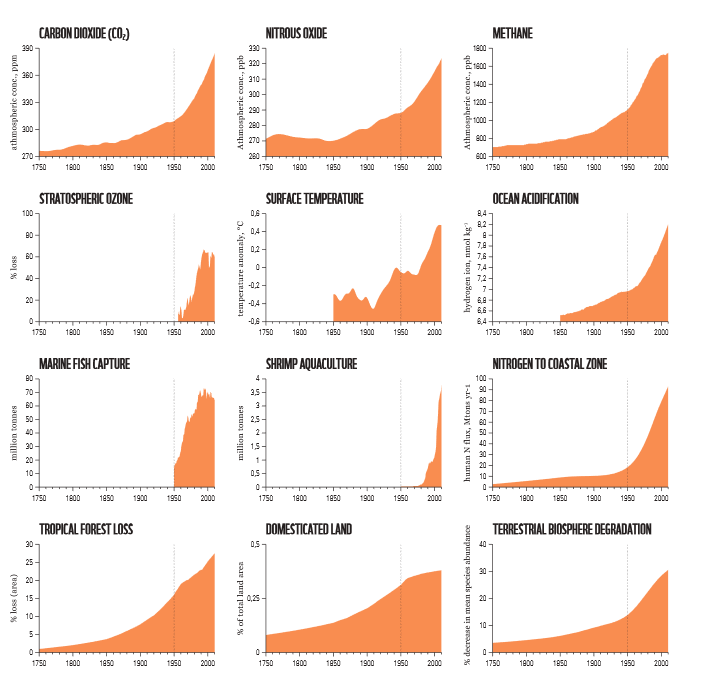 CARBON DIOXIDE (CO₂)
Athmospheric conc., ppm
390
360
330
300
270
1750 1800 1850 1900 1950 2000
NITROUS OXIDE
Athmospheric conc., ppb
330
320
310
300
290
280
270
260
1750 1800 1850 1900 1950 2000
METHANE
Athmospheric conc., ppb
1800
1600
1400
1200
1000
800
600
1750 1800 1850 1900 1950 2000
STRATOSPHERIC OZONE
% loss
100
80
60
40
20
0
1750 1800 1850 1900 1950 2000
SURFACE TEMPERATURE
temperature anomaly, °C
0,6
0,4
0,2
0
-0,2
-0,4
-0,6
1750 1800 1850 1900 1950 2000
OCEAN ACIDIFICATION
hydrogen ion, nmol kg⁻¹
8,4
8,2
8
7,8
7,6
7,4
7,2
7
6,8
6,6
6,4
1750 1800 1850 1900 1950 2000
MARINE FISH CAPTURE
million tonnes
80
70
60
50
40
30
20
10
0
1750 1800 1850 1900 1950 2000
SHRIMP AQUACULTURE
million tonnes
4
3,5
3
2,5
2
1,5
1
0,5
0
1750 1800 1850 1900 1950 2000
NITROGEN TO COASTAL ZONE
human N flux, Mtons yr-1
100
90
80
70
60
50
40
30
20
10
0
1750 1800 1850 1900 1950 2000
TROPICAL FOREST LOSS
% loss (area)
30
25
20
15
10
5
0
1750 1800 1850 1900 1950 2000
DOMESTICATED LAND
% of total land area
0,5
0,25
0
1750 1800 1850 1900 1950 2000
TERRESTRIAL BIOSPHERE DEGRADATION
% decrease in mean species abundance
40
30
20
10
0
1750 1800 1850 1900 1950 2000